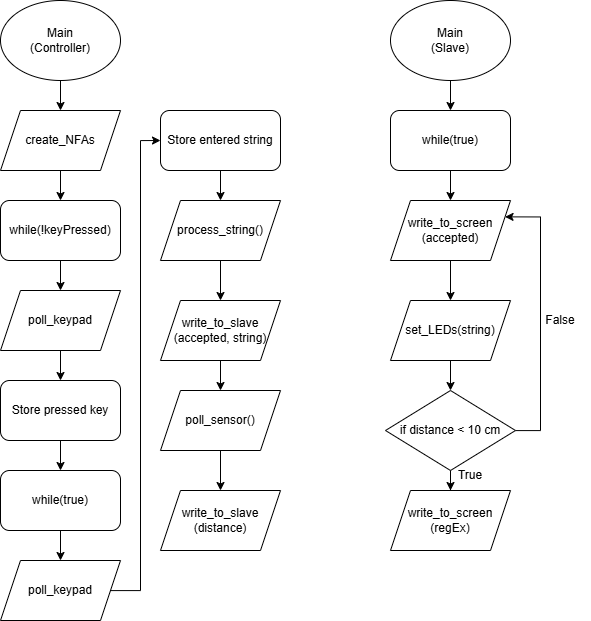 Main
(Controller)
create_NFAs
while(!keyPressed)
poll_keypad
Store pressed key
while(true)
poll_keypad
Store entered string
process_string()
write_to_slave
(accepted, string)
poll_sensor()
write_to_slave
(distance)
Main
(Slave)
while(true)
write_to_screen
(accepted)
set_LEDs(string)
False
if distance < 10 cm
True
write_to_screen
(regEx)